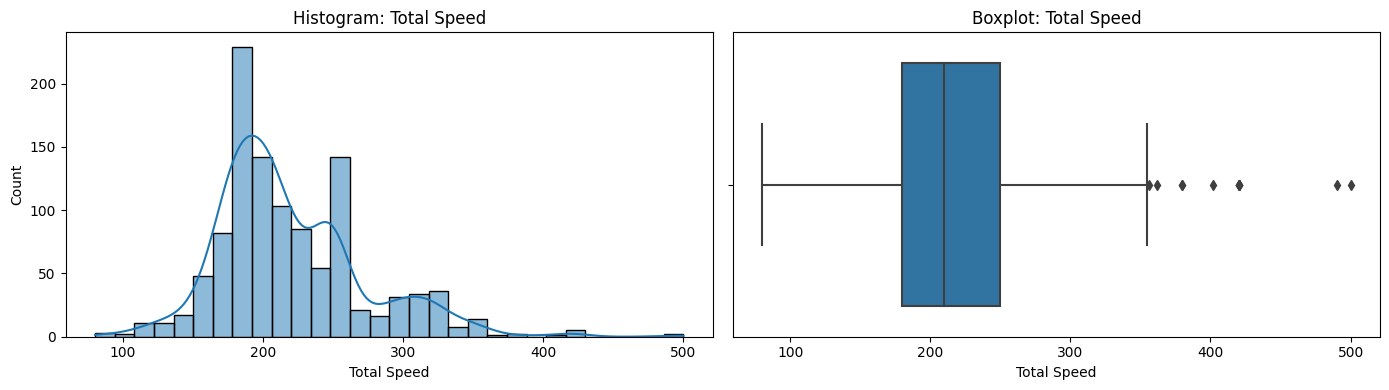 Histogram: Total Speed
Count
200
150
100
50
0
100 200 300 400 500
Total Speed
Boxplot: Total Speed
100 200 300 400 500
Total Speed